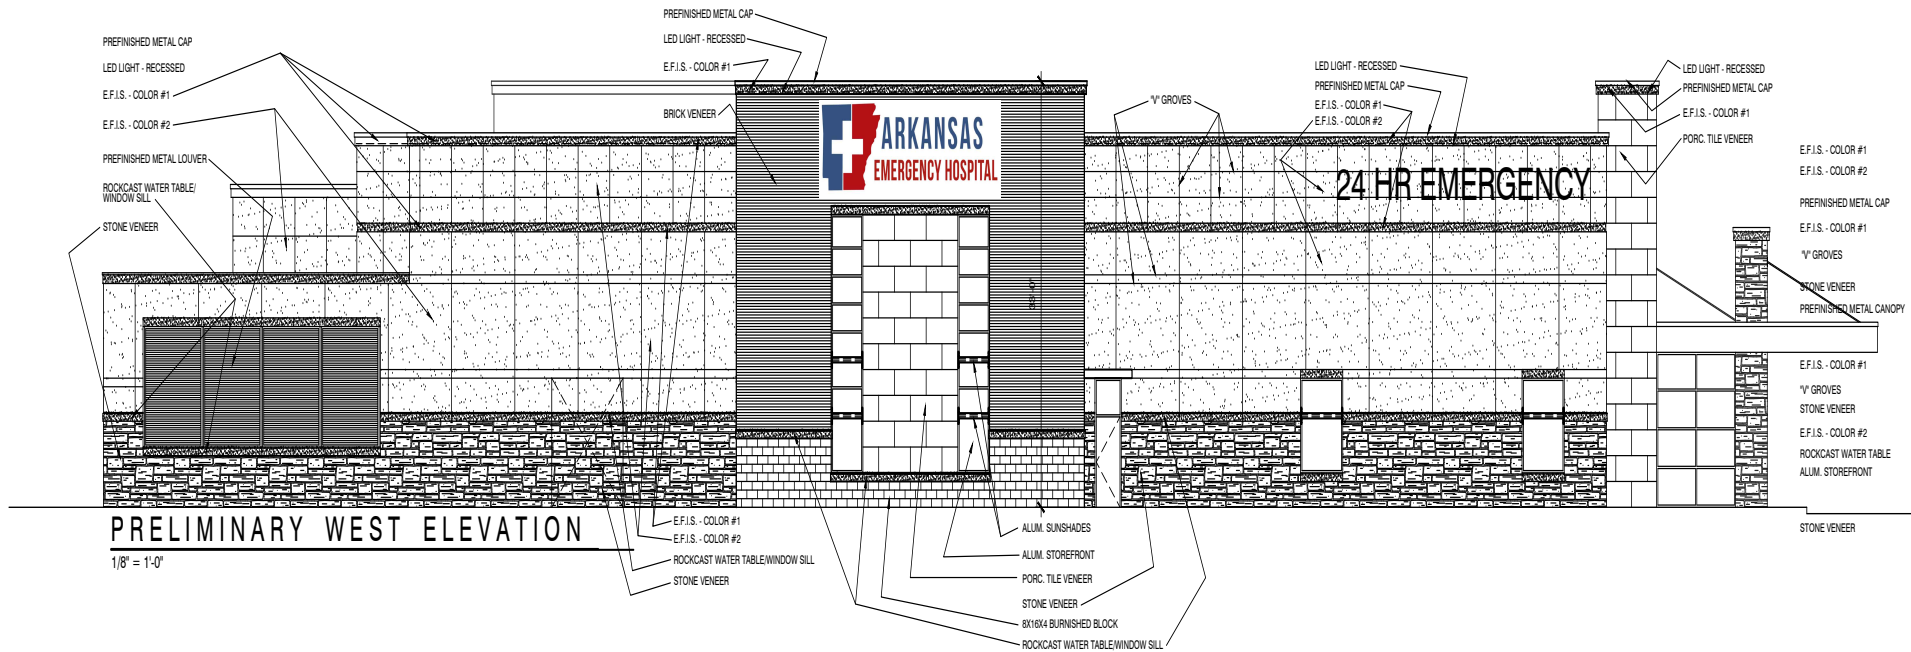 PREFINISHED METAL CAP
LED LIGHT - RECESSED
E.F.I.S. - COLOR #1
E.F.I.S. - COLOR #2
PREFINISHED METAL LOUVER
ROCKCAST WATER TABLE/
WINDOW SILL
STONE VENEER
PREFINISHED METAL CAP
LED LIGHT - RECESSED
E.F.I.S. - COLOR #1
BRICK VENEER
ARKANSAS
EMERGENCY HOSPITAL
"V" GROVES
LED LIGHT - RECESSED
PREFINISHED METAL CAP
E.F.I.S. - COLOR #1
E.F.I.S. - COLOR #2
24 HR EMERGENCY
LED LIGHT - RECESSED
PREFINISHED METAL CAP
E.F.I.S. - COLOR #1
PORC. TILE VENEER
E.F.I.S. - COLOR #1
E.F.I.S. - COLOR #2
PREFINISHED METAL CAP
E.F.I.S. - COLOR #1
"V" GROVES
STONE VENEER
PREFINISHED METAL CANOPY
E.F.I.S. - COLOR #1
"V" GROVES
STONE VENEER
E.F.I.S. - COLOR #2
ROCKCAST WATER TABLE
ALUM. STOREFRONT
STONE VENEER
PRELIMINARY WEST ELEVATION
1/8" = 1'-0"
E.F.I.S. - COLOR #1
E.F.I.S. - COLOR #2
ROCKCAST WATER TABLE/WINDOW SILL
STONE VENEER
ALUM. SUNSHADES
ALUM. STOREFRONT
PORC. TILE VENEER
STONE VENEER
8X16X4 BURNISHED BLOCK
ROCKCAST WATER TABLE/WINDOW SILL